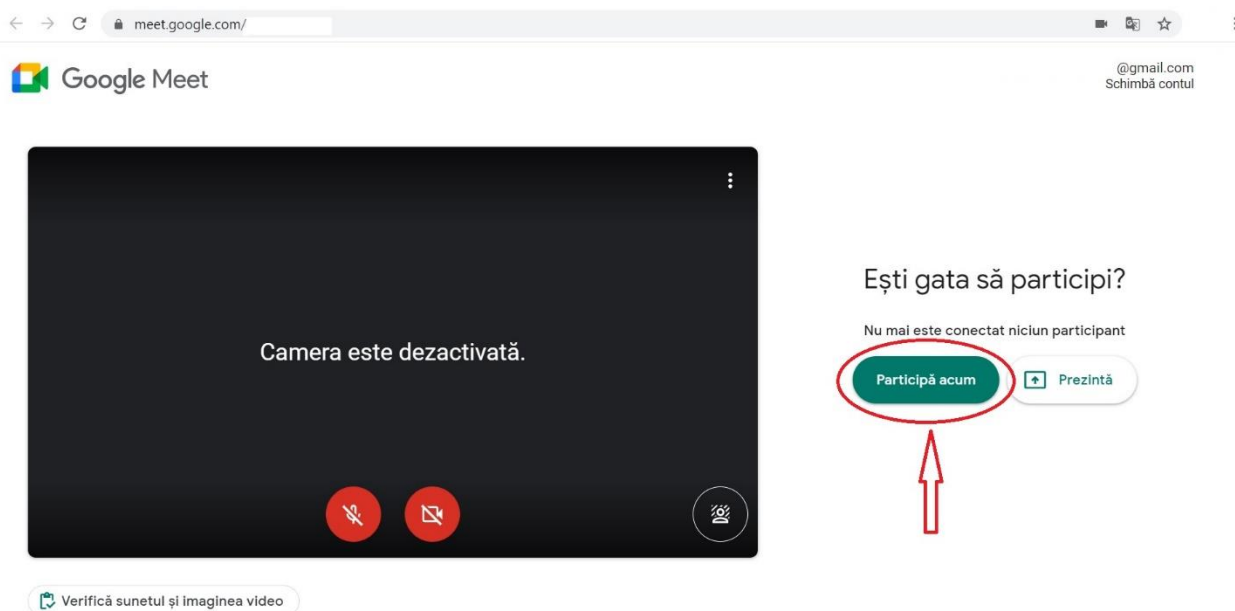 meet.google.com/
Google Meet
@gmail.com
Schimbă contul
Camera este dezactivată.
Ești gata să participi?
Nu mai este conectat niciun participant
Participă acum
Prezintă
Verifică sunetul și imaginea video